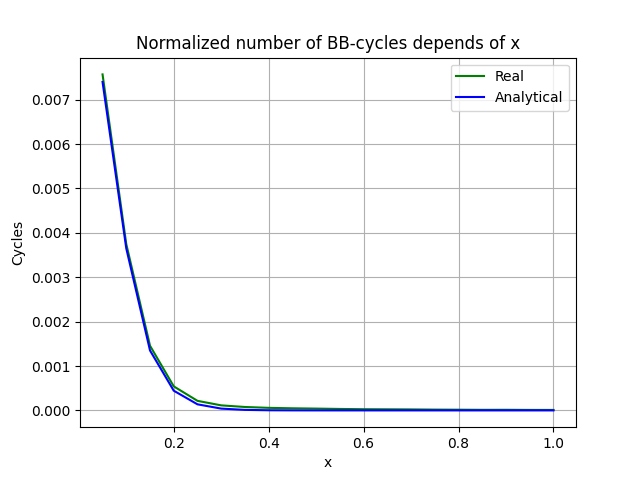 Normalized number of BB-cycles depends of x
Real
Analytical
0.007
0.006
0.005
0.004
0.003
0.002
0.001
0.000
Cycles
0.2
0.4
0.6
0.8
1.0
x